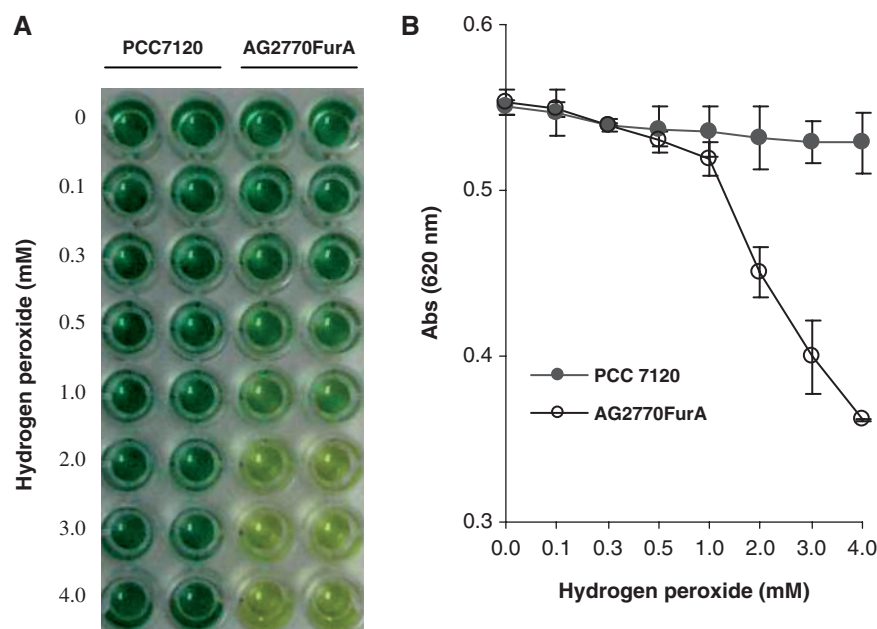 A
PCC7120 AG2770FurA
Hydrogen peroxide (mM)
0
0.1
0.3
0.5
1.0
2.0
3.0
4.0
B
Abs (620 nm)
0.6
0.5
0.4
0.3
PCC 7120
AG2770FurA
0.0 0.1 0.3 0.5 1.0 2.0 3.0 4.0
Hydrogen peroxide (mM)